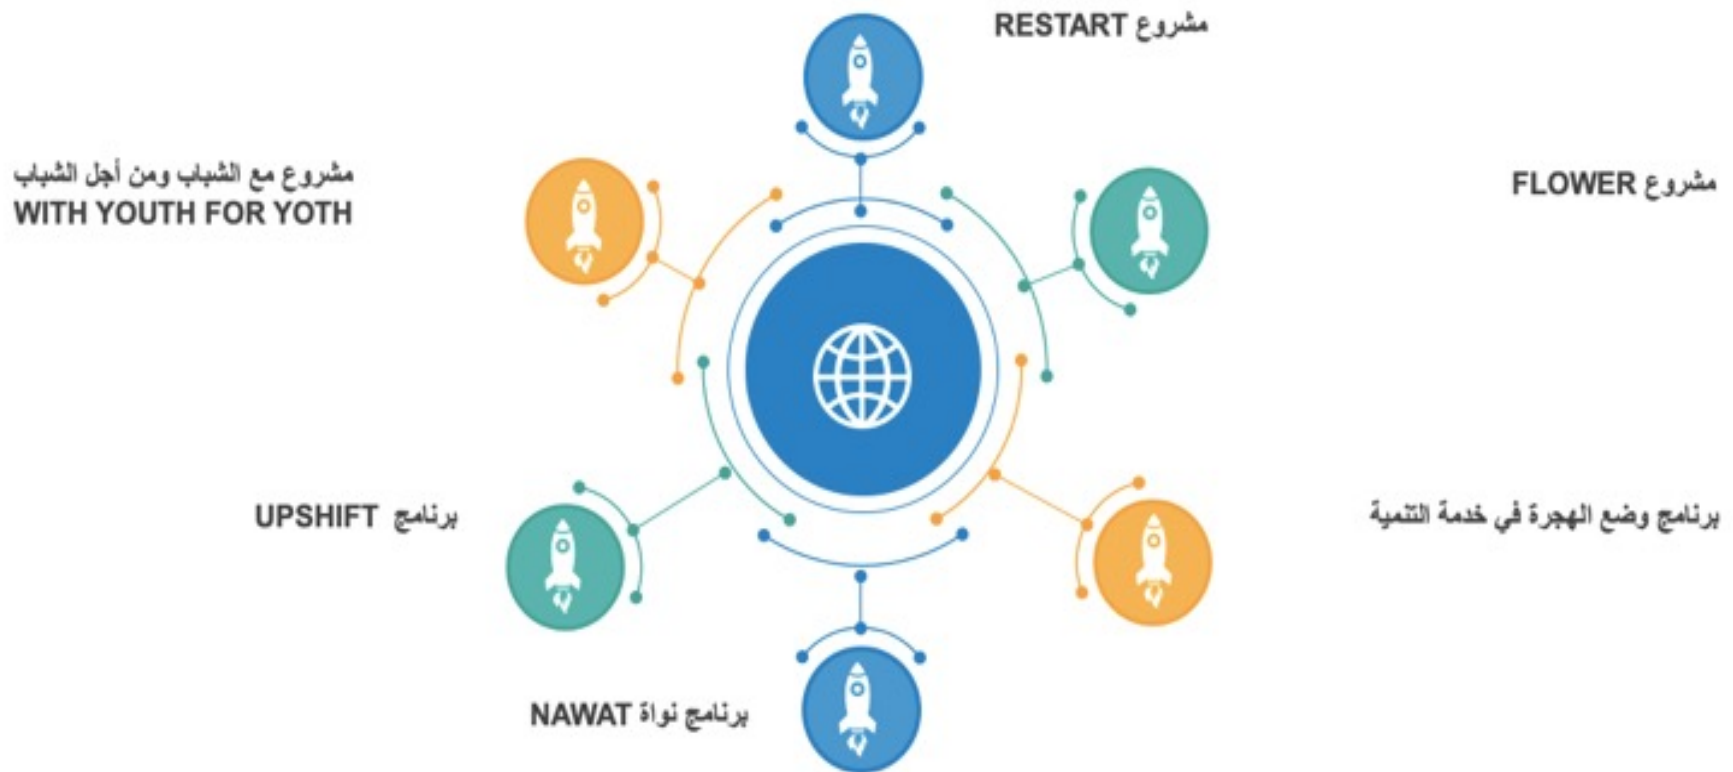 مشروع RESTART
مشروع FLOWER
مشروع مع الشباب ومن أجل الشباب
WITH YOUTH FOR YOTH
برنامج وضع الهجرة في خدمة التنمية
برنامج UPSHIFT
برنامج نواة NAWAT